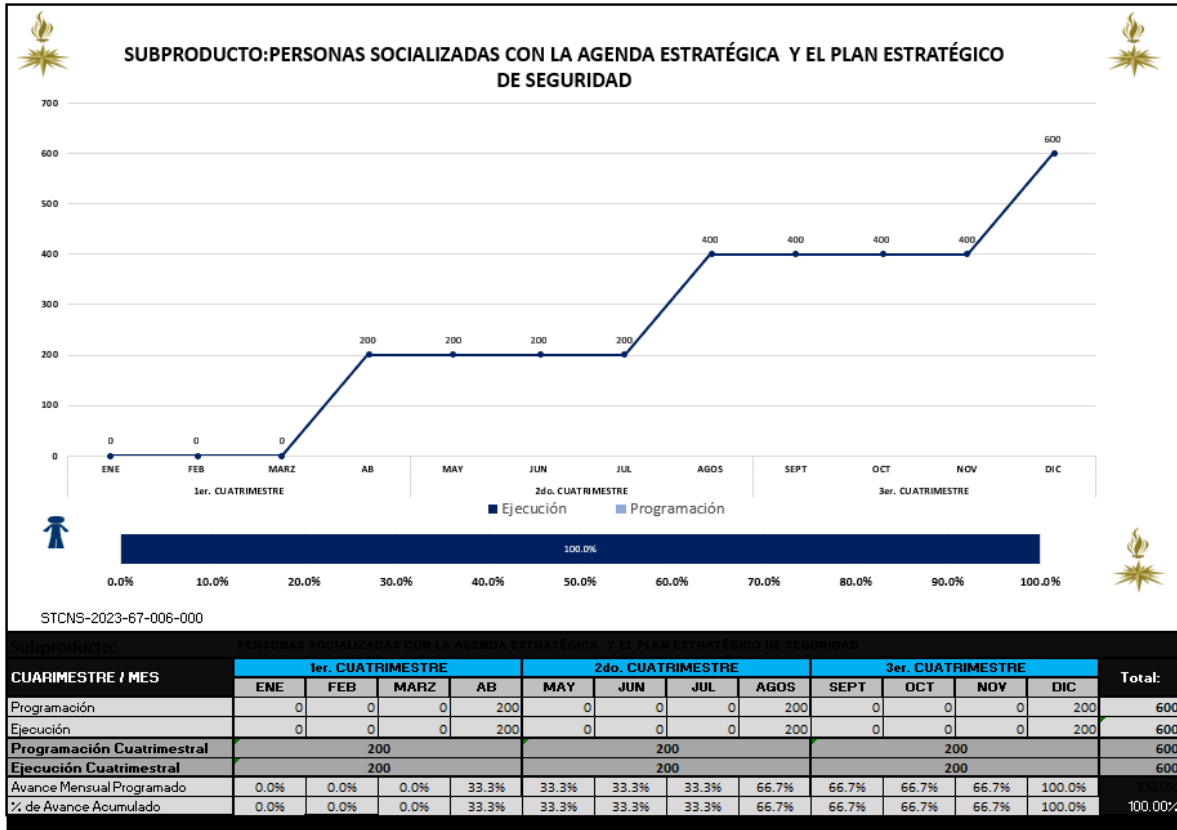 SUBPRODUCTO:PERSONAS SOCIALIZADAS CON LA AGENDA ESTRATÉGICA Y EL PLAN ESTRATÉGICO
DE SEGURIDAD
700
600
500
400
300
200
100
0
0 0 0 200 200 200 200 400 400 400 400 600
ENE FEB MARZ AB MAY JUN JUL AGOS SEPT OCT NOV DIC
1er. CUATRIMESTRE 2do. CUATRIMESTRE 3er. CUATRIMESTRE
Ejecución Programación
100.0%
0.0% 10.0% 20.0% 30.0% 40.0% 50.0% 60.0% 70.0% 80.0% 90.0% 100.0%
STCNS-2023-67-006-000
Subproducto: PERSONAS SOCIALIZADAS CON LA AGENDA ESTRATÉGICA Y EL PLAN ESTRATÉGICO DE SEGURIDAD
CUARIMESTRE / MES 1er. CUATRIMESTRE 2do. CUATRIMESTRE 3er. CUATRIMESTRE Total:
ENE FEB MARZ AB MAY JUN JUL AGOS SEPT OCT NOV DIC
Programación 0 0 0 200 0 0 0 200 0 0 0 200 600
Ejecución 0 0 0 200 0 0 0 200 0 0 0 200 600
Programación Cuatrimestral 200 200 200 600
Ejecución Cuatrimestral 200 200 200 600
Avance Mensual Programado 0.0% 0.0% 0.0% 33.3% 33.3% 33.3% 33.3% 66.7% 66.7% 66.7% 66.7% 100.0% 100.0%
% de Avance Acumulado 0.0% 0.0% 0.0% 33.3% 33.3% 33.3% 33.3% 66.7% 66.7% 66.7% 66.7% 100.0% 100.00%